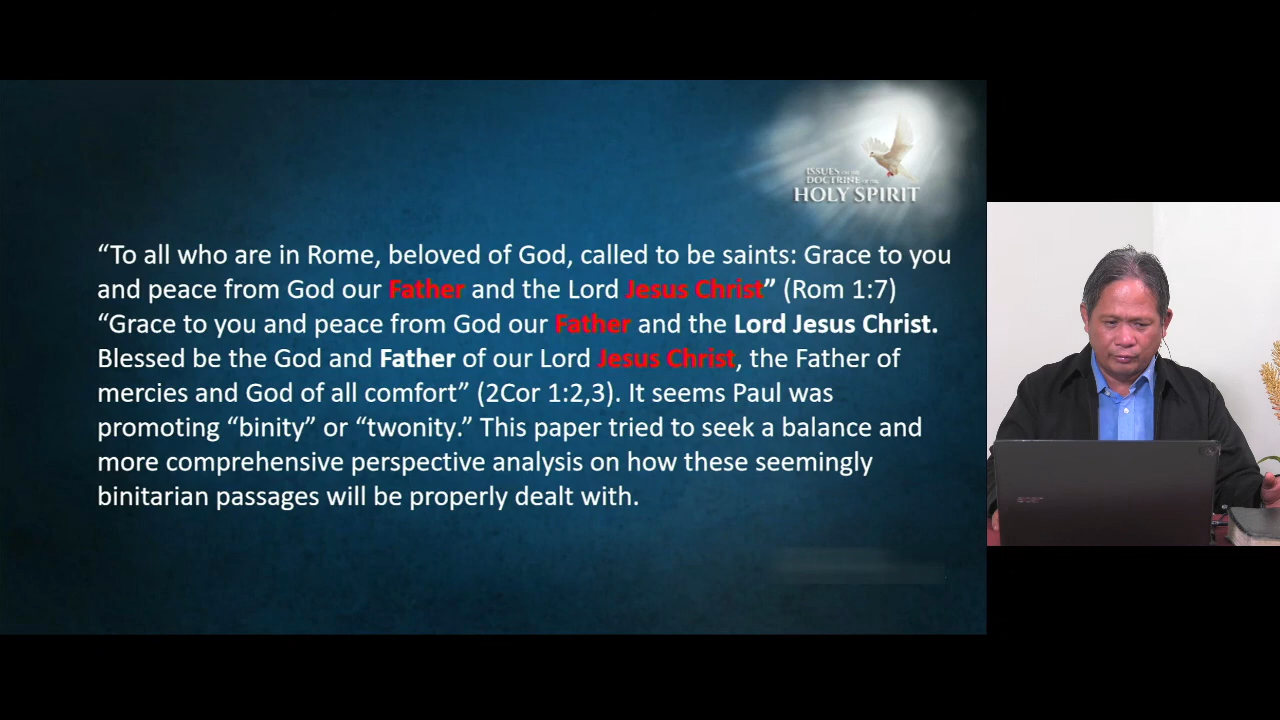 ISSUES ON THE
DOCTRINE OF THE
HOLY SPIRIT
“To all who are in Rome, beloved of God, called to be saints: Grace to you
and peace from God our Father and the Lord Jesus Christ” (Rom 1:7)
“Grace to you and peace from God our Father and the Lord Jesus Christ.
Blessed be the God and Father of our Lord Jesus Christ, the Father of
mercies and God of all comfort” (2Cor 1:2,3). It seems Paul was
promoting “binity” or “twonity.” This paper tried to seek a balance and
more comprehensive perspective analysis on how these seemingly
binitarian passages will be properly dealt with.
acer